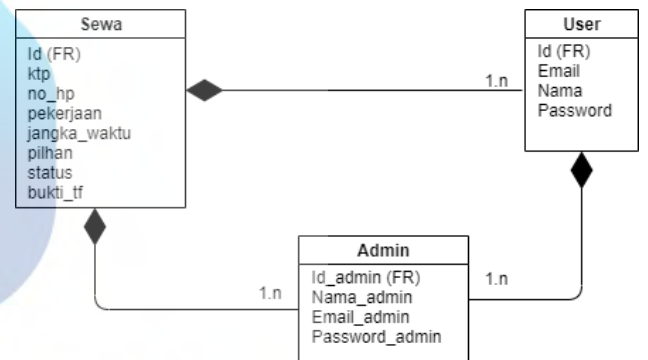 Sewa
Id (FR)
ktp
no_hp
pekerjaan
jangka_waktu
pilhan
status
bukti_tf
1.n
User
Id (FR)
Email
Nama
Password
Admin
Id_admin (FR)
Nama_admin
Email_admin
Password_admin
1.n
1.n